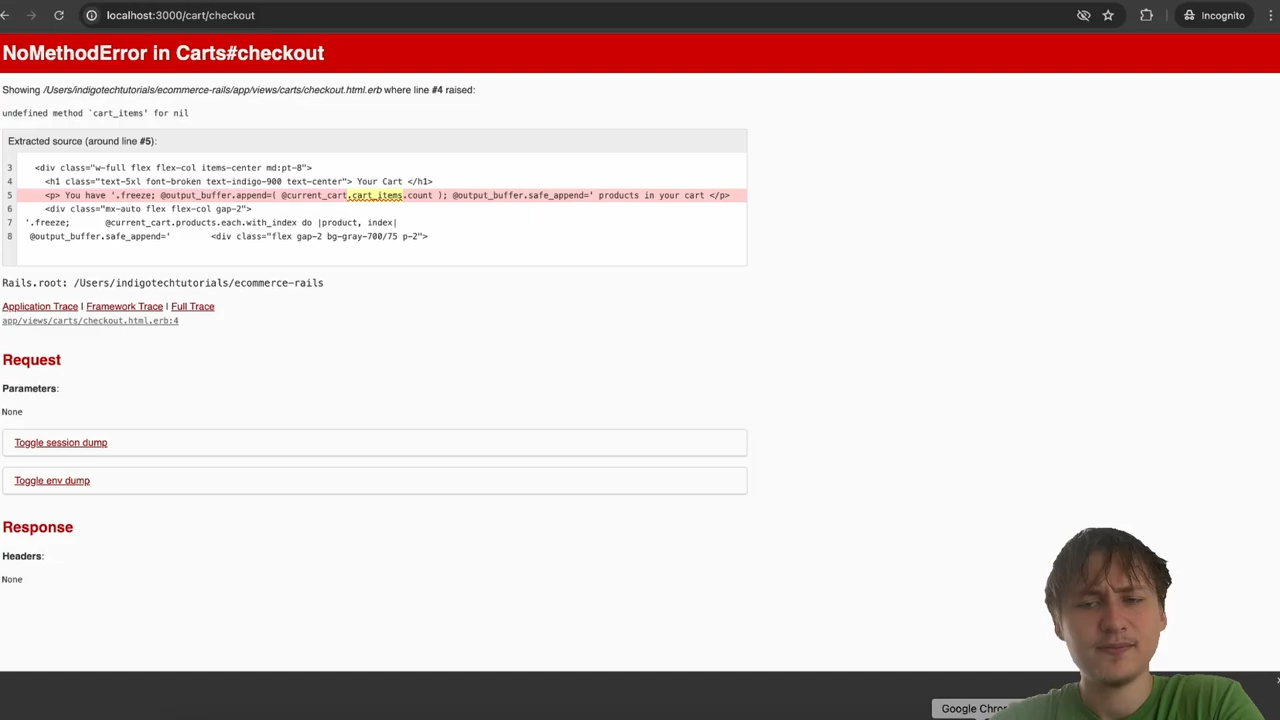 localhost:3000/cart/checkout
Incognito
NoMethodError in Carts#checkout
Showing /Users/indigotechtutorials/ecommerce-rails/app/views/carts/checkout.html.erb where line #4 raised:
undefined method `cart_items' for nil
Extracted source (around line #5):
3 <div class="w-full flex flex-col items-center md:pt-8">
4 <h1 class="text-5xl font-broken text-indigo-900 text-center"> Your Cart </h1>
5 <p> You have '.freeze; @output_buffer.append=( @current_cart.cart_items.count ); @output_buffer.safe_append=' products in your cart </p>
6 <div class="mx-auto flex flex-col gap-2">
7 '.freeze; @current_cart.products.each.with_index do |product, index|
8 @output_buffer.safe_append=' <div class="flex gap-2 bg-gray-700/75 p-2">
Rails.root: /Users/indigotechtutorials/ecommerce-rails
Application Trace | Framework Trace | Full Trace
app/views/carts/checkout.html.erb:4
Request
Parameters:
None
Toggle session dump
Toggle env dump
Response
Headers:
None
Google Chro